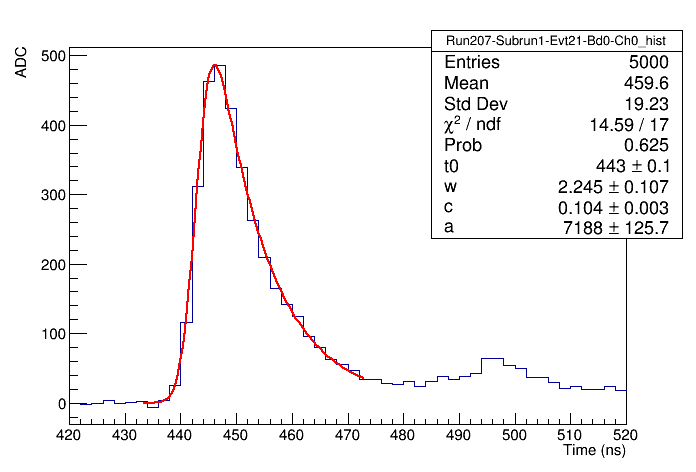 Run207-Subrun1-Evt21-Bd0-Ch0_hist
Entries 5000
Mean 459.6
Std Dev 19.23
χ² / ndf 14.59 / 17
Prob 0.625
t0 443 ± 0.1
w 2.245 ± 0.107
c 0.104 ± 0.003
a 7188 ± 125.7
ADC
500
400
300
200
100
0
420 430 440 450 460 470 480 490 500 510 520
Time (ns)